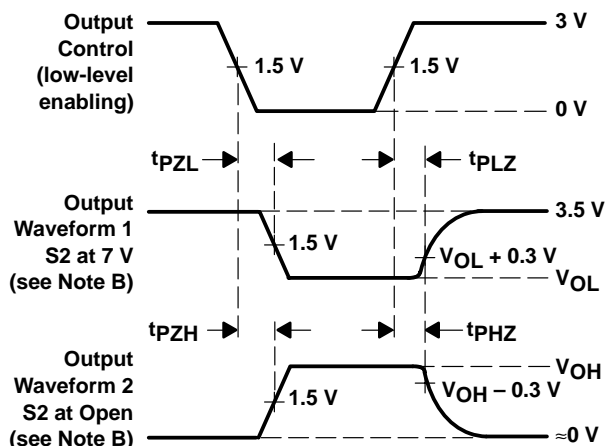 Output
Control
(low-level
enabling)
3 V
1.5 V
1.5 V
0 V
tPZL
tPLZ
Output
Waveform 1
S2 at 7 V
(see Note B)
3.5 V
1.5 V
VOL + 0.3 V
VOL
tPZH
tPHZ
Output
Waveform 2
S2 at Open
(see Note B)
VOH
1.5 V
VOH – 0.3 V
≈0 V